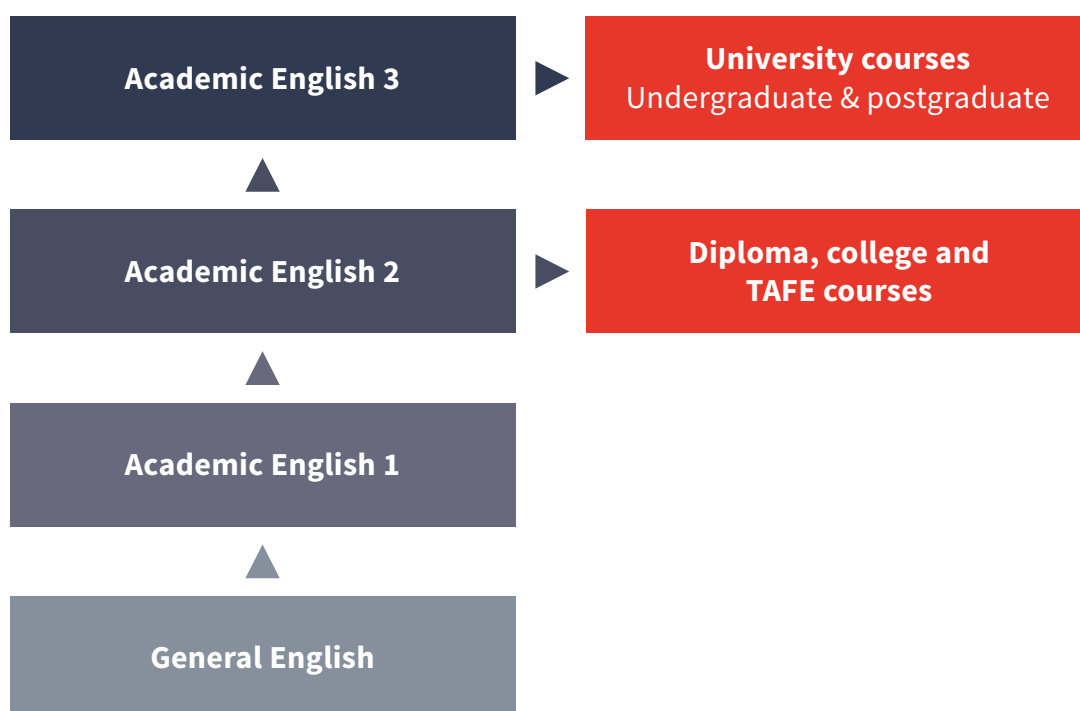 Academic English 3
University courses
Undergraduate & postgraduate
Academic English 2
Diploma, college and
TAFE courses
Academic English 1
General English